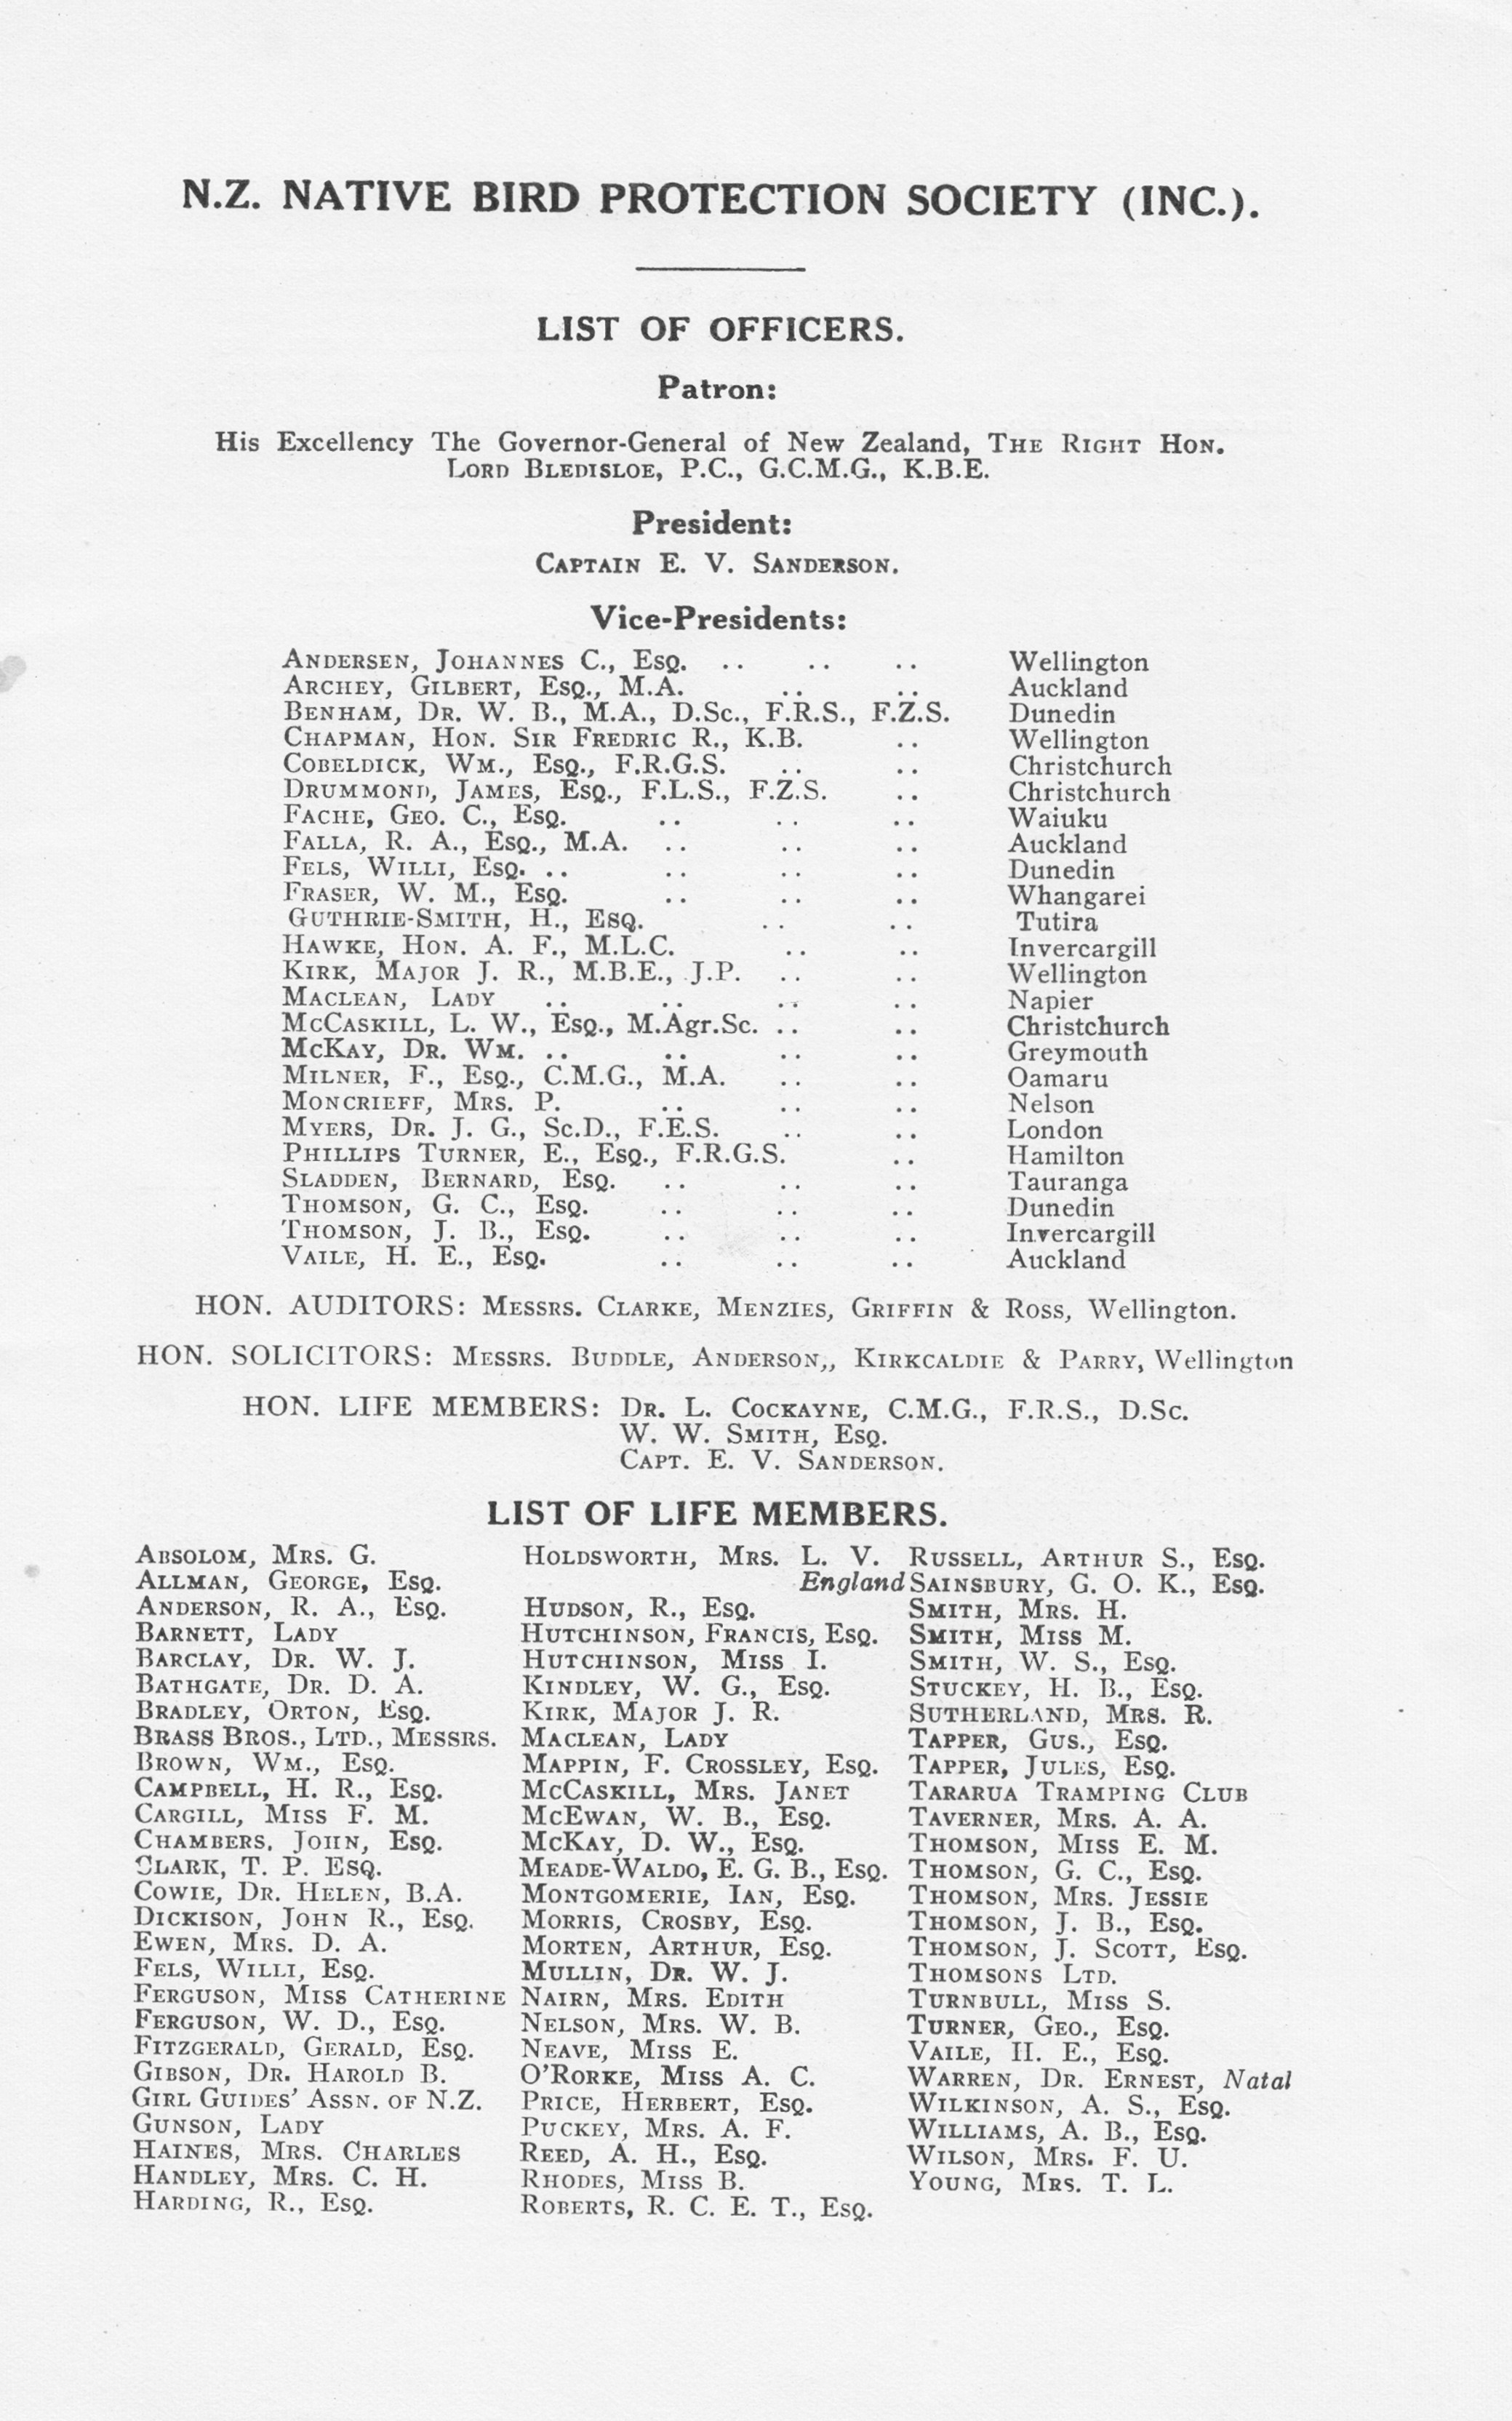 N.Z. NATIVE BIRD PROTECTION SOCIETY (INC.).
LIST OF OFFICERS.
Patron:
His Excellency The Governor-General of New Zealand, THE RIGHT HON.
LORD BLEDISLOE, P.C., G.C.M.G., K.B.E.
President:
CAPTAIN E. V. SANDERSON.
Vice-Presidents:
ANDERSEN, JOHANNES C., ESQ. .. .. .. Wellington
ARCHEY, GILBERT, ESQ., M.A. .. .. Auckland
BENHAM, DR. W. B., M.A., D.Sc., F.R.S., F.Z.S. Dunedin
CHAPMAN, HON. SIR FREDRIC R., K.B. .. Wellington
COBELDICK, WM., ESQ., F.R.G.S. .. .. Christchurch
DRUMMOND, JAMES, ESQ., F.L.S., F.Z.S. .. Christchurch
FACHE, GEO. C., ESQ. .. .. .. Waiuku
FALLA, R. A., ESQ., M.A. .. .. .. Auckland
FELS, WILLI, ESQ. .. .. .. .. Dunedin
FRASER, W. M., ESQ. .. .. .. Whangarei
GUTHRIE-SMITH, H., ESQ. .. .. Tutira
HAWKE, HON. A. F., M.L.C. .. .. Invercargill
KIRK, MAJOR J. R., M.B.E., J.P. .. .. Wellington
MACLEAN, LADY .. .. .. .. Napier
MCCASKILL, L. W., ESQ., M.Agr.Sc. .. .. Christchurch
MCKAY, DR. WM. .. .. .. .. Greymouth
MILNER, F., ESQ., C.M.G., M.A. .. .. Oamaru
MONCRIEFF, MRS. P. .. .. .. Nelson
MYERS, DR. J. G., Sc.D., F.E.S. .. .. London
PHILLIPS TURNER, E., ESQ., F.R.G.S. .. Hamilton
SLADDEN, BERNARD, ESQ. .. .. .. Tauranga
THOMSON, G. C., ESQ. .. .. .. Dunedin
THOMSON, J. B., ESQ. .. .. .. Invercargill
VAILE, H. E., ESQ. .. .. .. Auckland
HON. AUDITORS: MESSRS. CLARKE, MENZIES, GRIFFIN & ROSS, Wellington.
HON. SOLICITORS: MESSRS. BUDDLE, ANDERSON,, KIRKCALDIE & PARRY, Wellington
HON. LIFE MEMBERS: DR. L. COCKAYNE, C.M.G., F.R.S., D.Sc.
W. W. SMITH, ESQ.
CAPT. E. V. SANDERSON.
LIST OF LIFE MEMBERS.
ABSOLOM, MRS. G.
ALLMAN, GEORGE, ESQ.
ANDERSON, R. A., ESQ.
BARNETT, LADY
BARCLAY, DR. W. J.
BATHGATE, DR. D. A.
BRADLEY, ORTON, ESQ.
BRASS BROS., LTD., MESSRS.
BROWN, WM., ESQ.
CAMPBELL, H. R., ESQ.
CARGILL, MISS F. M.
CHAMBERS, JOHN, ESQ.
CLARK, T. P. ESQ.
COWIE, DR. HELEN, B.A.
DICKISON, JOHN R., ESQ.
EWEN, MRS. D. A.
FELS, WILLI, ESQ.
FERGUSON, MISS CATHERINE
FERGUSON, W. D., ESQ.
FITZGERALD, GERALD, ESQ.
GIBSON, DR. HAROLD B.
GIRL GUIDES' ASSN. OF N.Z.
GUNSON, LADY
HAINES, MRS. CHARLES
HANDLEY, MRS. C. H.
HARDING, R., ESQ.
HOLDSWORTH, MRS. L. V.
England
HUDSON, R., ESQ.
HUTCHINSON, FRANCIS, ESQ.
HUTCHINSON, MISS I.
KINDLEY, W. G., ESQ.
KIRK, MAJOR J. R.
MACLEAN, LADY
MAPPIN, F. CROSSLEY, ESQ.
MCCASKILL, MRS. JANET
MCEWAN, W. B., ESQ.
MCKAY, D. W., ESQ.
MEADE-WALDO, E. G. B., ESQ.
MONTGOMERIE, IAN, ESQ.
MORRIS, CROSBY, ESQ.
MORTEN, ARTHUR, ESQ.
MULLIN, DR. W. J.
NAIRN, MRS. EDITH
NELSON, MRS. W. B.
NEAVE, MISS E.
O'RORKE, MISS A. C.
PRICE, HERBERT, ESQ.
PUCKEY, MRS. A. F.
REED, A. H., ESQ.
RHODES, MISS B.
ROBERTS, R. C. E. T., ESQ.
RUSSELL, ARTHUR S., ESQ.
SAINSBURY, G. O. K., ESQ.
SMITH, MRS. H.
SMITH, MISS M.
SMITH, W. S., ESQ.
STUCKEY, H. B., ESQ.
SUTHERLAND, MRS. R.
TAPPER, GUS., ESQ.
TAPPER, JULES, ESQ.
TARARUA TRAMPING CLUB
TAVERNER, MRS. A. A.
THOMSON, MISS E. M.
THOMSON, G. C., ESQ.
THOMSON, MRS. JESSIE
THOMSON, J. B., ESQ.
THOMSON, J. SCOTT, ESQ.
THOMSONS LTD.
TURNBULL, MISS S.
TURNER, GEO., ESQ.
VAILE, H. E., ESQ.
WARREN, DR. ERNEST, Natal
WILKINSON, A. S., ESQ.
WILLIAMS, A. B., ESQ.
WILSON, MRS. F. U.
YOUNG, MRS. T. L.